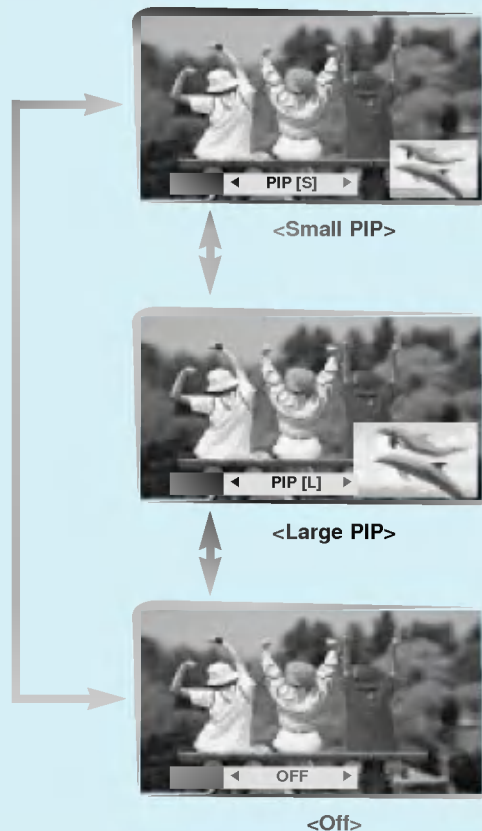 ◀ PIP [S] ▶
<Small PIP>
◀ PIP [L] ▶
<Large PIP>
◀ OFF ▶
<Off>